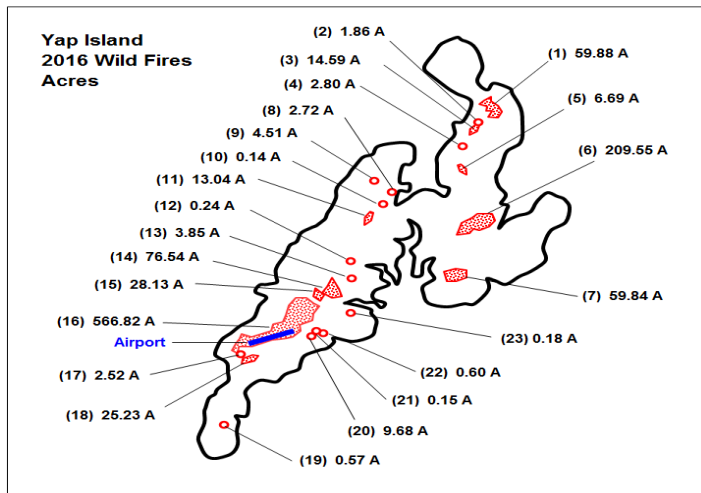 Yap Island
2016 Wild Fires
Acres
(1) 59.88 A
(2) 1.86 A
(3) 14.59 A
(4) 2.80 A
(5) 6.69 A
(6) 209.55 A
(7) 59.84 A
(8) 2.72 A
(9) 4.51 A
(10) 0.14 A
(11) 13.04 A
(12) 0.24 A
(13) 3.85 A
(14) 76.54 A
(15) 28.13 A
(16) 566.82 A
Airport
(17) 2.52 A
(18) 25.23 A
(19) 0.57 A
(20) 9.68 A
(21) 0.15 A
(22) 0.60 A
(23) 0.18 A